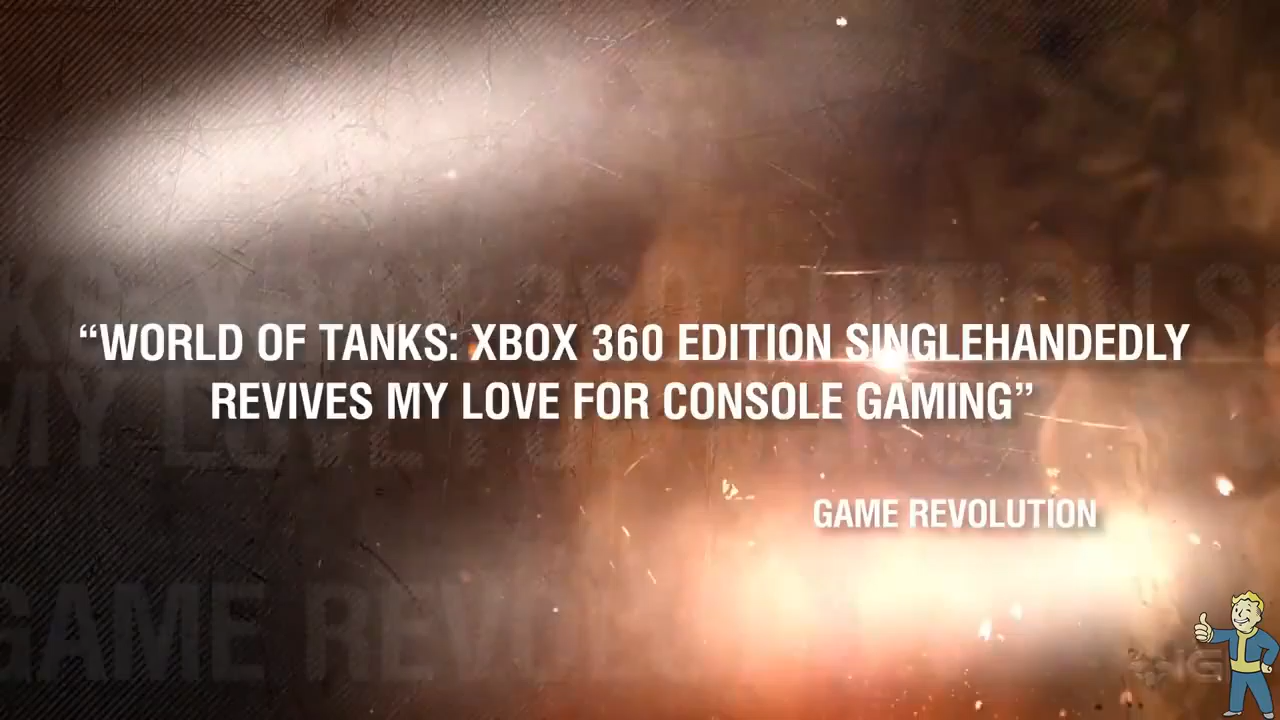 “WORLD OF TANKS: XBOX 360 EDITION SINGLEHANDEDLY
REVIVES MY LOVE FOR CONSOLE GAMING”
GAME REVOLUTION